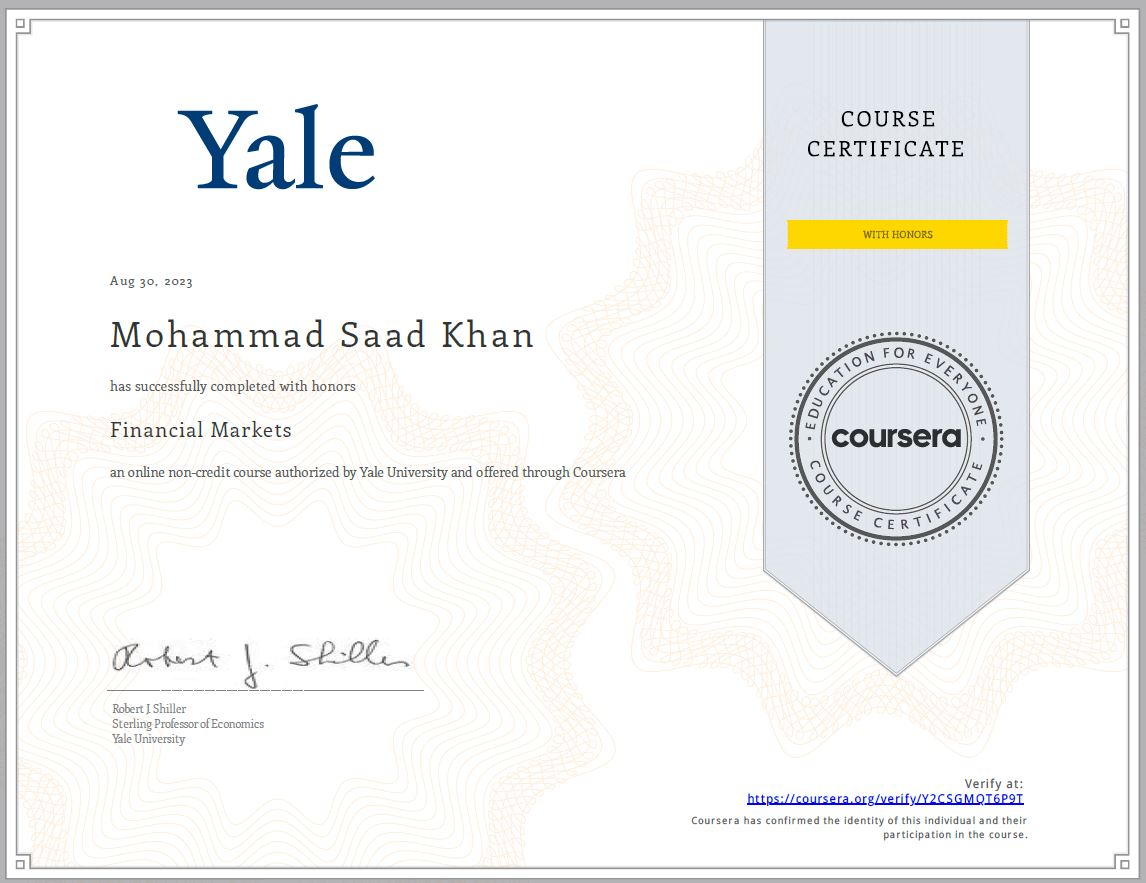 Yale
COURSE
CERTIFICATE
WITH HONORS
Aug 30, 2023
Mohammad Saad Khan
has successfully completed with honors
Financial Markets
an online non-credit course authorized by Yale University and offered through Coursera
EDUCATION FOR EVERYONE
coursera
COURSE CERTIFICATE
Robert J. Shiller
Robert J. Shiller
Sterling Professor of Economics
Yale University
Verify at:
https://coursera.org/verify/Y2CSGMQT6P9T
Coursera has confirmed the identity of this individual and their
participation in the course.